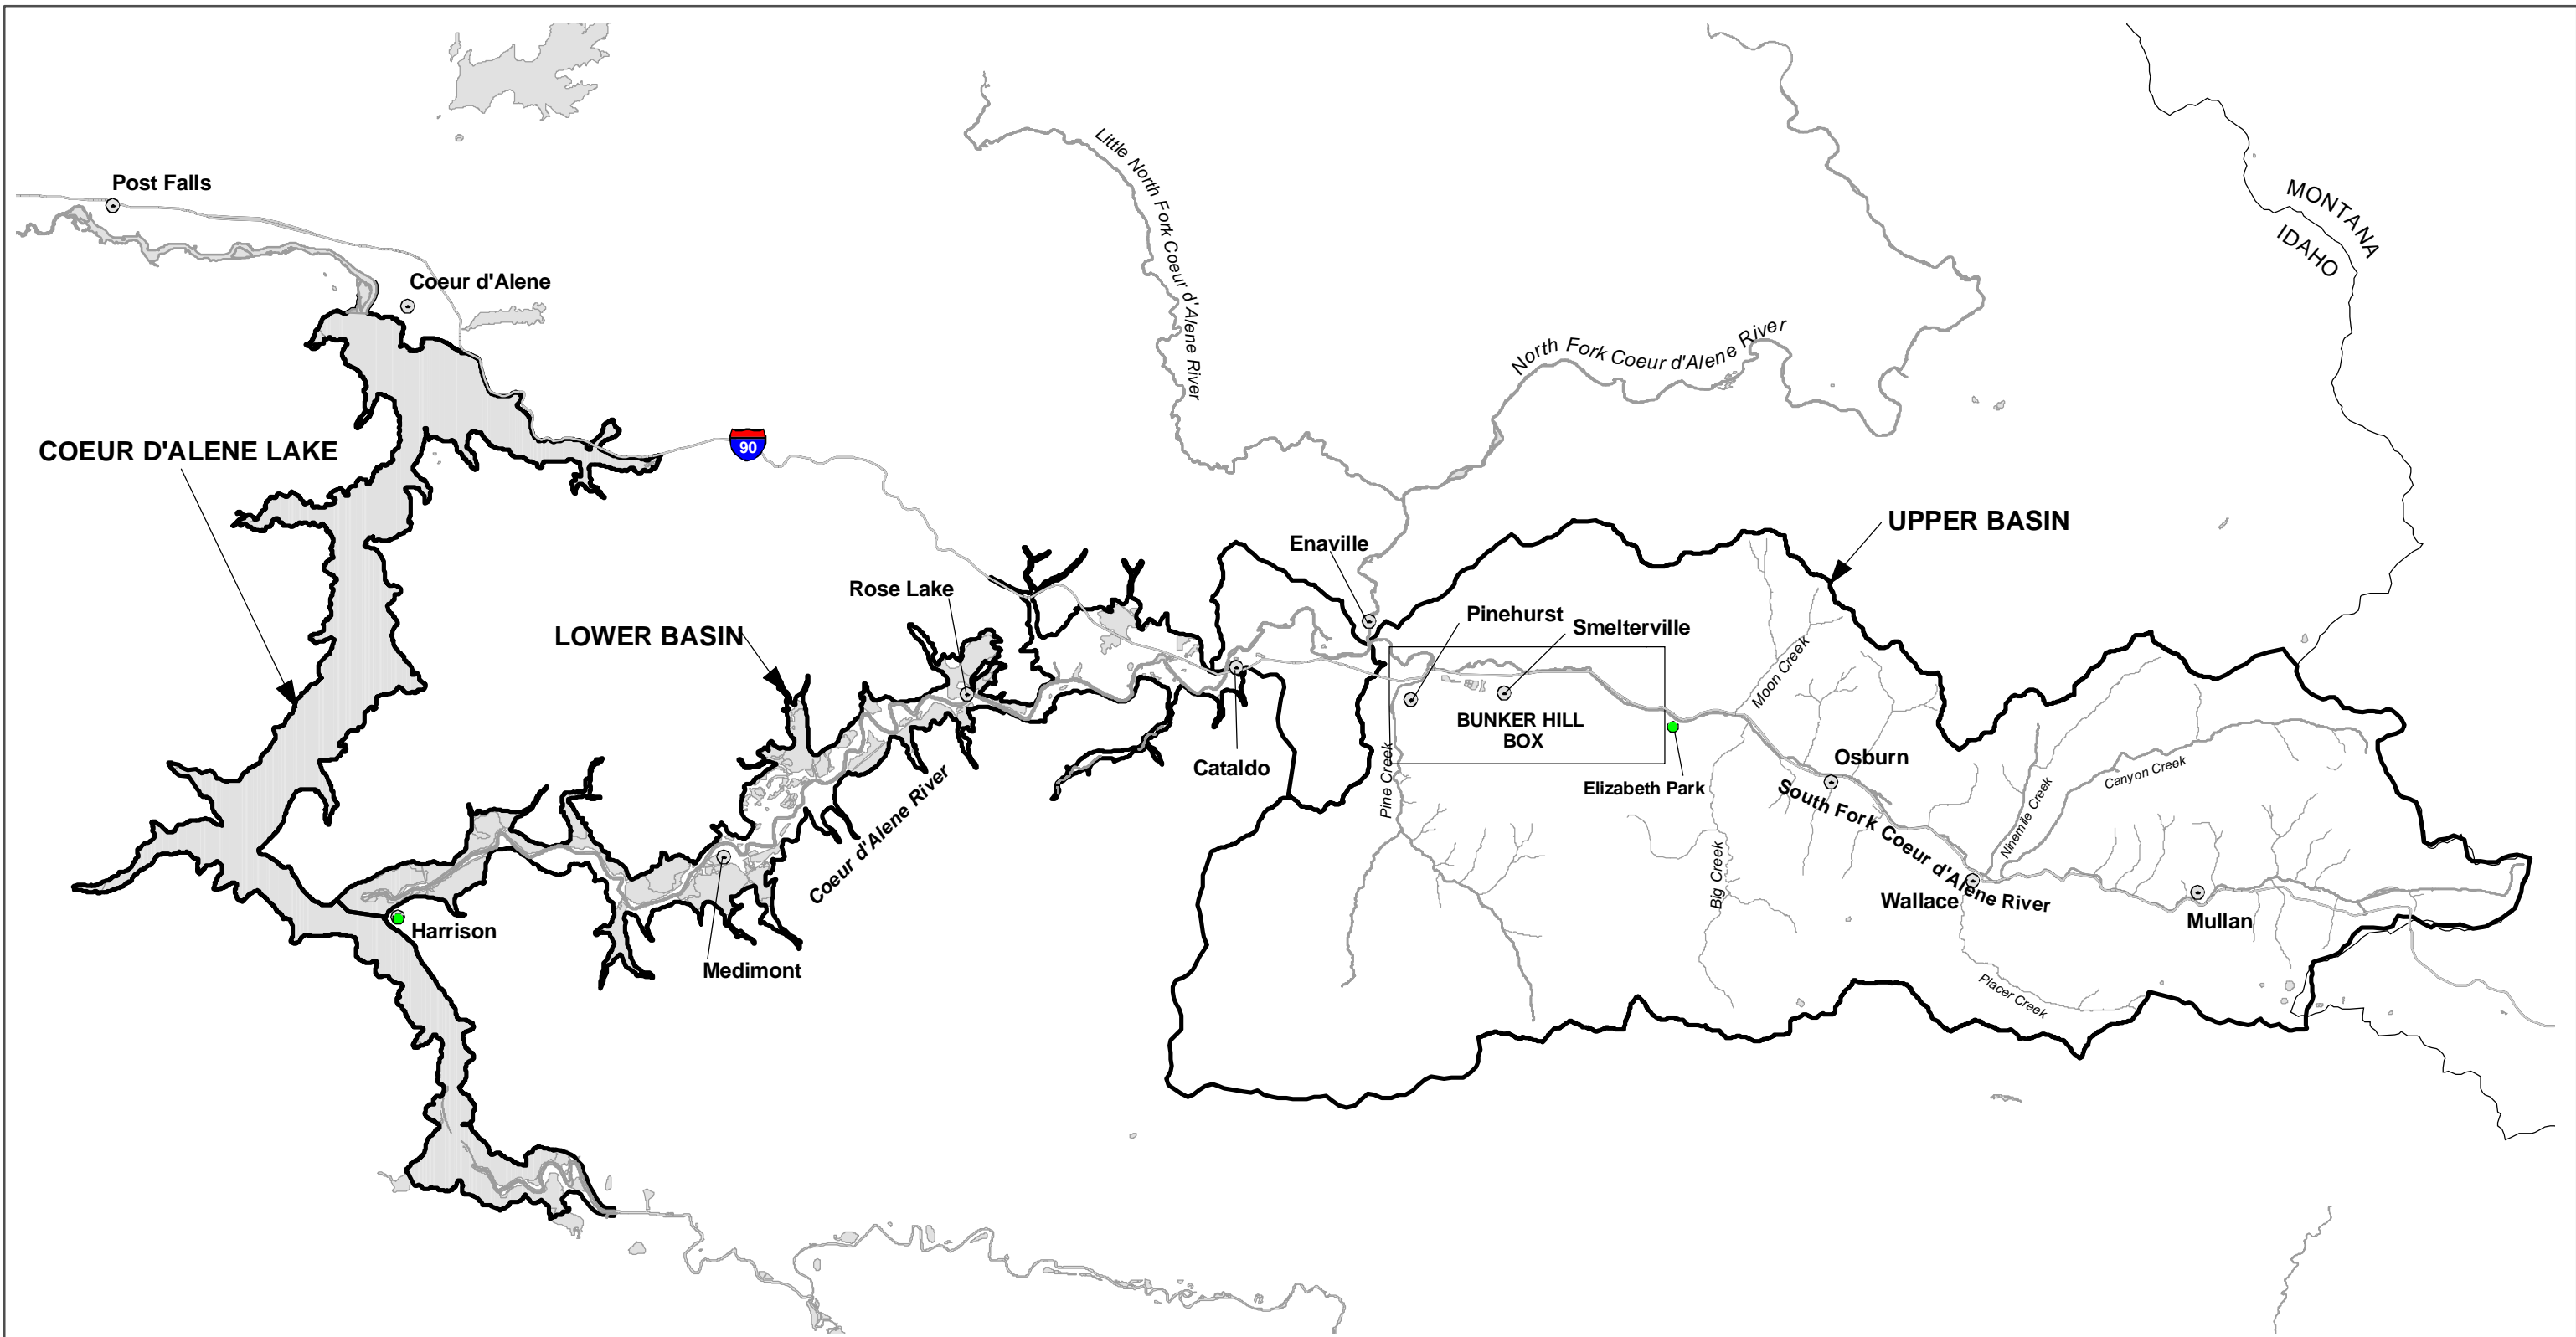 MONTANA
IDAHO
Post Falls
Little North Fork Coeur d'Alene River
Coeur d'Alene
North Fork Coeur d'Alene River
90
COEUR D'ALENE LAKE
UPPER BASIN
Enaville
Rose Lake
Pinehurst
Smelterville
LOWER BASIN
Moon Creek
BUNKER HILL
BOX
Pine Creek
Osburn
Cataldo
Elizabeth Park
Canyon Creek
Ninemile Creek
South Fork Coeur d'Alene River
Coeur d'Alene River
Big Creek
Wallace
Mullan
Harrison
Medimont
Placer Creek